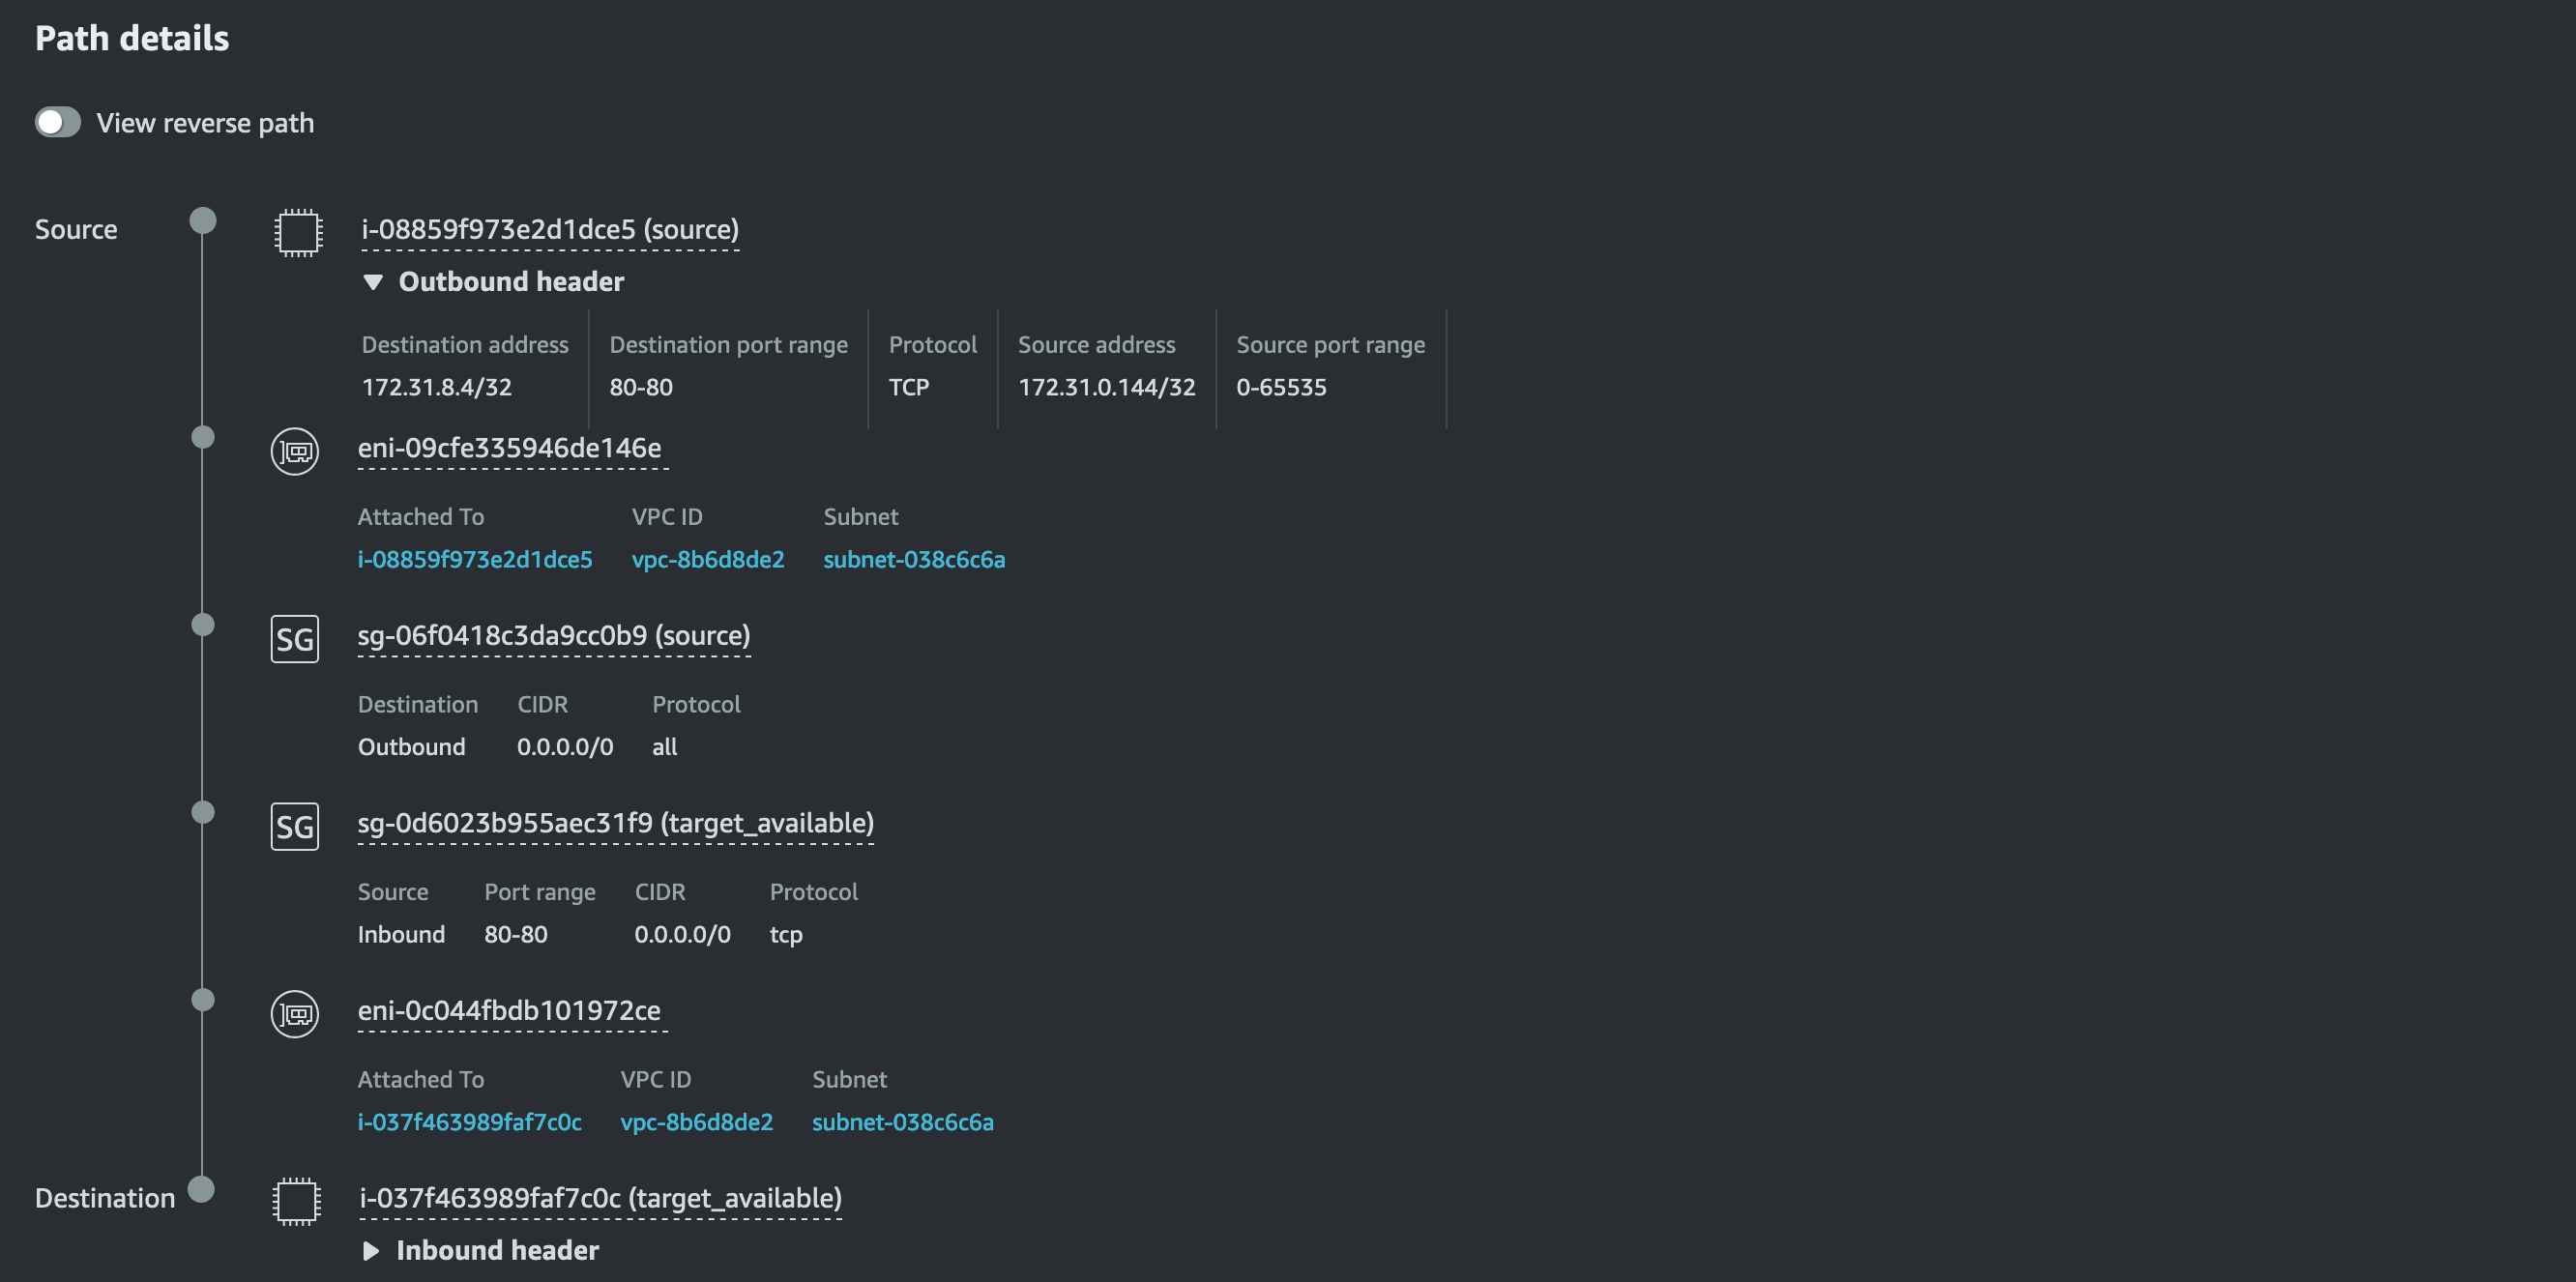 Path details
View reverse path
Source
i-08859f973e2d1dce5 (source)
Outbound header
Destination address Destination port range Protocol Source address Source port range
172.31.8.4/32 80-80 TCP 172.31.0.144/32 0-65535
eni-09cfe335946de146e
Attached To VPC ID Subnet
i-08859f973e2d1dce5 vpc-8b6d8de2 subnet-038c6c6a
SG sg-06f0418c3da9cc0b9 (source)
Destination CIDR Protocol
Outbound 0.0.0.0/0 all
SG sg-0d6023b955aec31f9 (target_available)
Source Port range CIDR Protocol
Inbound 80-80 0.0.0.0/0 tcp
eni-0c044fbdb101972ce
Attached To VPC ID Subnet
i-037f463989faf7c0c vpc-8b6d8de2 subnet-038c6c6a
Destination i-037f463989faf7c0c (target_available)
Inbound header